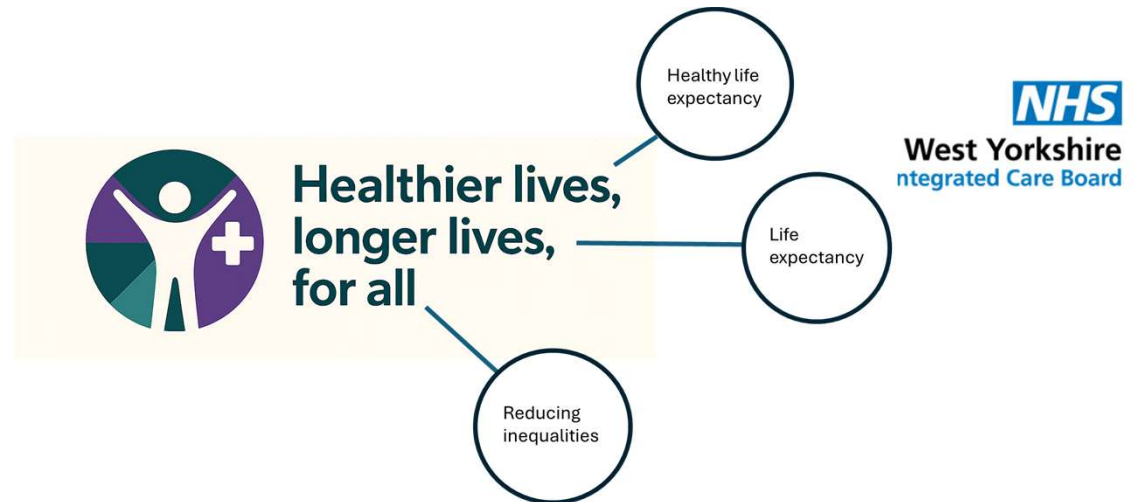 Healthy life
expectancy
NHS
West Yorkshire
ntegrated Care Board
Healthier lives,
longer lives,
for all
Life
expectancy
Reducing
inequalities